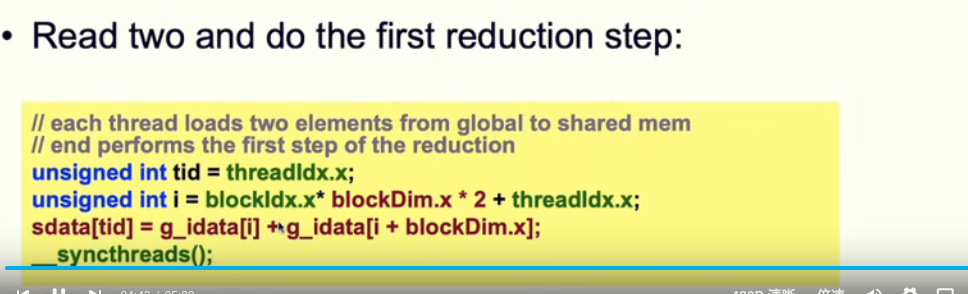 • Read two and do the first reduction step:
// each thread loads two elements from global to shared mem
// end performs the first step of the reduction
unsigned int tid = threadIdx.x;
unsigned int i = blockIdx.x* blockDim.x * 2 + threadIdx.x;
sdata[tid] = g_idata[i] + g_idata[i + blockDim.x];
__syncthreads();